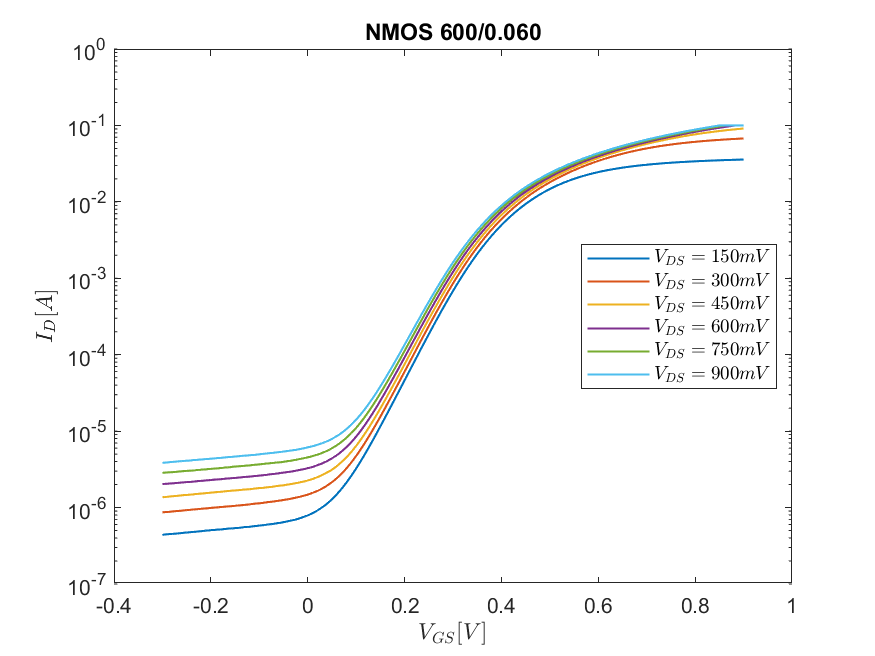 NMOS 600/0.060
10^0
10^-1
10^-2
10^-3
10^-4
10^-5
10^-6
10^-7
I_D[A]
V_DS = 150mV
V_DS = 300mV
V_DS = 450mV
V_DS = 600mV
V_DS = 750mV
V_DS = 900mV
-0.4 -0.2 0 0.2 0.4 0.6 0.8 1
V_GS[V]